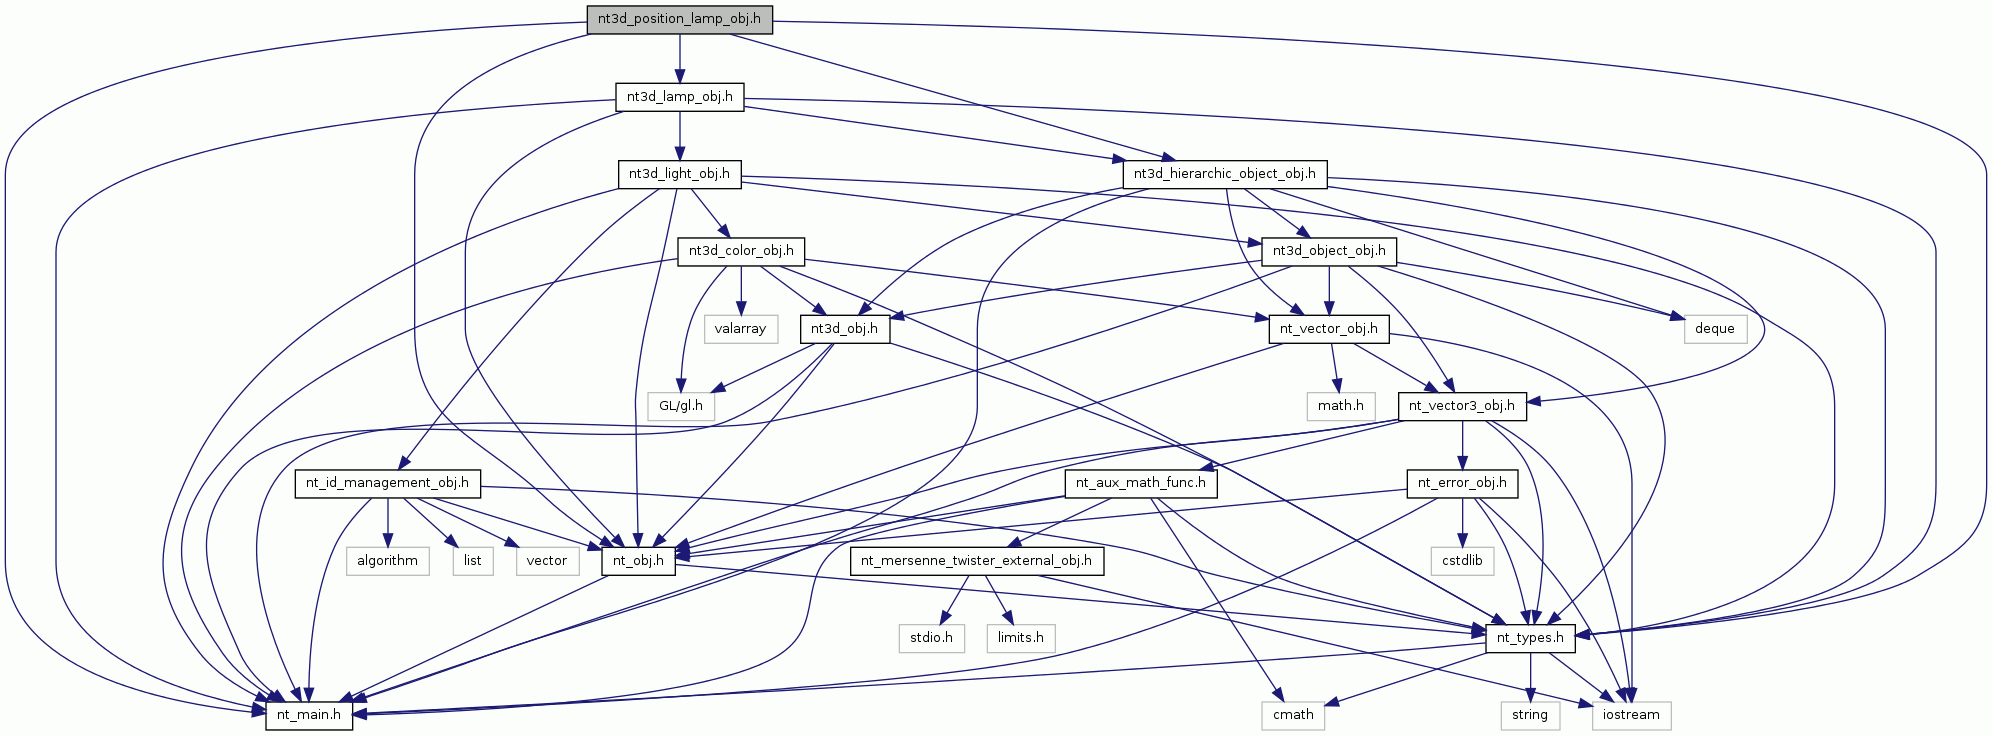 nt3d_position_lamp_obj.h
nt3d_lamp_obj.h
nt3d_light_obj.h
nt3d_hierarchic_object_obj.h
nt3d_color_obj.h
nt3d_object_obj.h
valarray
nt3d_obj.h
nt_vector_obj.h
deque
GL/gl.h
math.h
nt_vector3_obj.h
nt_id_management_obj.h
nt_aux_math_func.h
nt_error_obj.h
algorithm
list
vector
nt_obj.h
nt_mersenne_twister_external_obj.h
cstdlib
stdio.h
limits.h
nt_types.h
nt_main.h
cmath
string
iostream